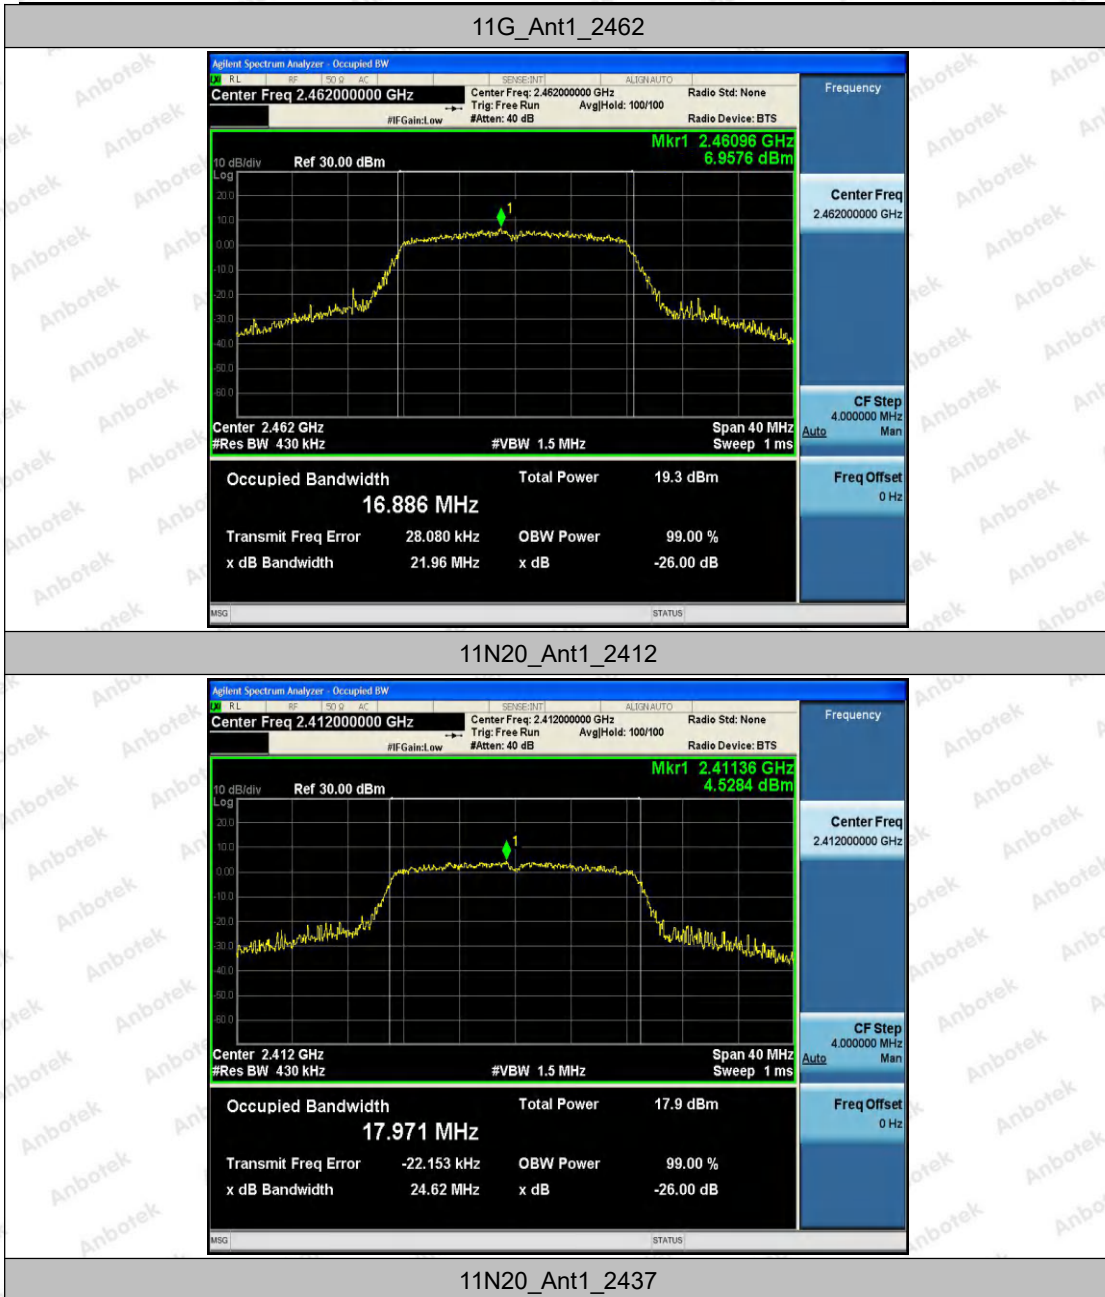 11G_Ant1_2462
Agilent Spectrum Analyzer - Occupied BW
RL RF 50 Ω AC SENSE:INT ALIGNAUTO
Center Freq 2.462000000 GHz
Center Freq: 2.462000000 GHz Radio Std: None
Trig: Free Run Avg|Hold: 100/100
#IFGain:Low #Atten: 40 dB Radio Device: BTS
Frequency
Mkr1 2.46096 GHz
6.9576 dBm
10 dB/div Ref 30.00 dBm
Log
20.0
10.0
0.00
-10.0
-20.0
-30.0
-40.0
-50.0
-60.0
1
Center 2.462 GHz Span 40 MHz
#Res BW 430 kHz #VBW 1.5 MHz Sweep 1 ms
Center Freq
2.462000000 GHz
CF Step
4.000000 MHz
Auto Man
Freq Offset
0 Hz
Occupied Bandwidth Total Power 19.3 dBm
16.886 MHz
Transmit Freq Error 28.080 kHz OBW Power 99.00 %
x dB Bandwidth 21.96 MHz x dB -26.00 dB
MSG STATUS
11N20_Ant1_2412
Agilent Spectrum Analyzer - Occupied BW
RL RF 50 Ω AC SENSE:INT ALIGNAUTO
Center Freq 2.412000000 GHz
Center Freq: 2.412000000 GHz Radio Std: None
Trig: Free Run Avg|Hold: 100/100
#IFGain:Low #Atten: 40 dB Radio Device: BTS
Frequency
Mkr1 2.41136 GHz
4.5284 dBm
10 dB/div Ref 30.00 dBm
Log
20.0
10.0
0.00
-10.0
-20.0
-30.0
-40.0
-50.0
-60.0
1
Center 2.412 GHz Span 40 MHz
#Res BW 430 kHz #VBW 1.5 MHz Sweep 1 ms
Center Freq
2.412000000 GHz
CF Step
4.000000 MHz
Auto Man
Freq Offset
0 Hz
Occupied Bandwidth Total Power 17.9 dBm
17.971 MHz
Transmit Freq Error -22.153 kHz OBW Power 99.00 %
x dB Bandwidth 24.62 MHz x dB -26.00 dB
MSG STATUS
11N20_Ant1_2437
Anbotek